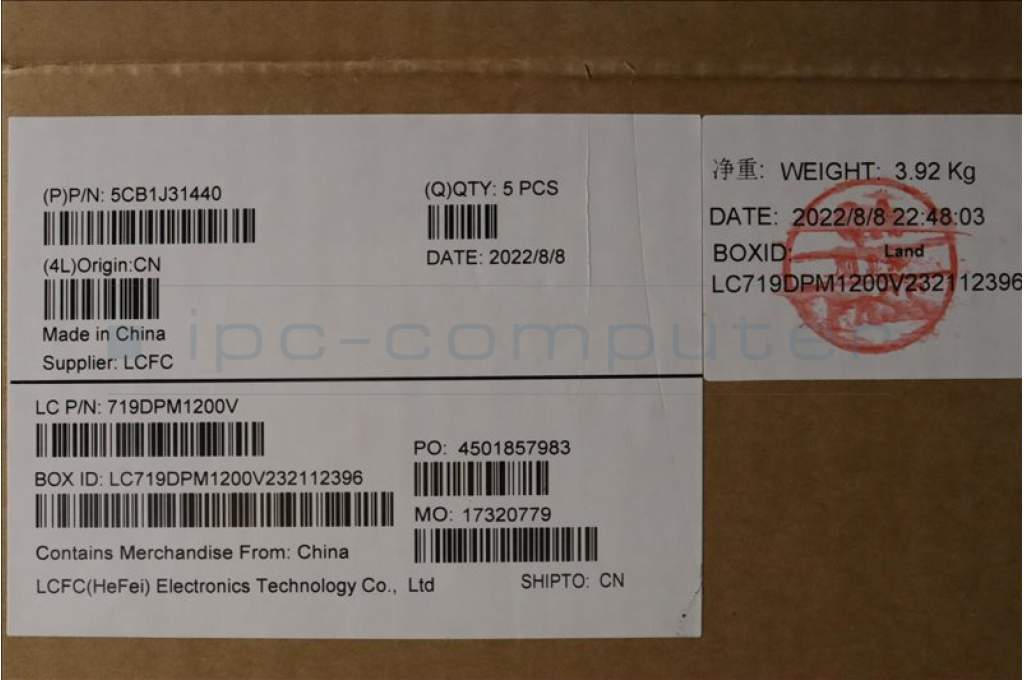 (P)P/N: 5CB1J31440
(Q)QTY: 5 PCS
(4L)Origin:CN
DATE: 2022/8/8
Made in China
Supplier: LCFC
LC P/N: 719DPM1200V
BOX ID: LC719DPM1200V232112396
PO: 4501857983
MO: 17320779
Contains Merchandise From: China
LCFC(HeFei) Electronics Technology Co., Ltd
SHIPTO: CN
净重: WEIGHT: 3.92 Kg
DATE: 2022/8/8 22:48:03
BOXID:
Land
LC719DPM1200V232112396
ipc-computer